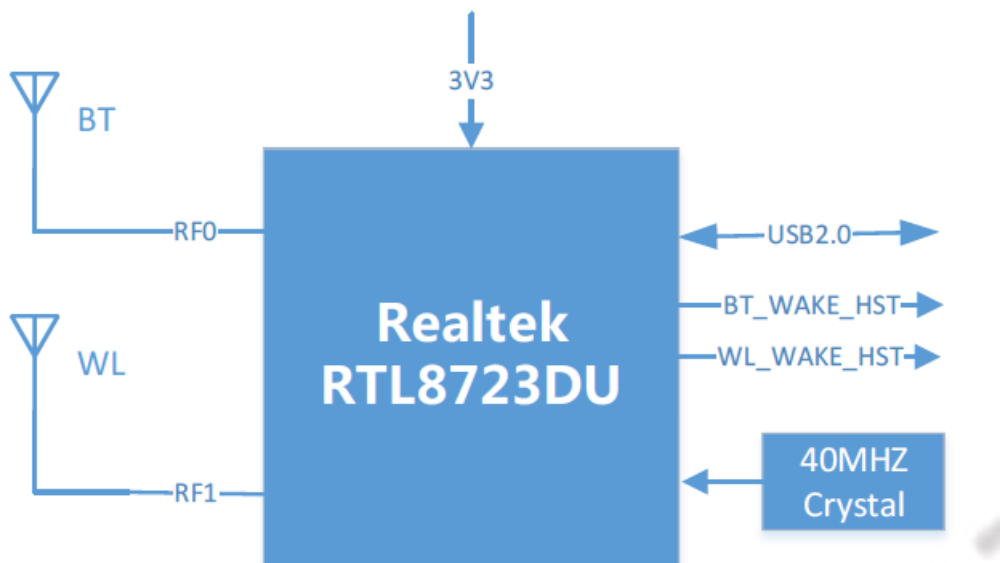 3V3
BT
RF0
USB2.0
Realtek
RTL8723DU
BT_WAKE_HST
WL_WAKE_HST
WL
40MHZ
Crystal
RF1